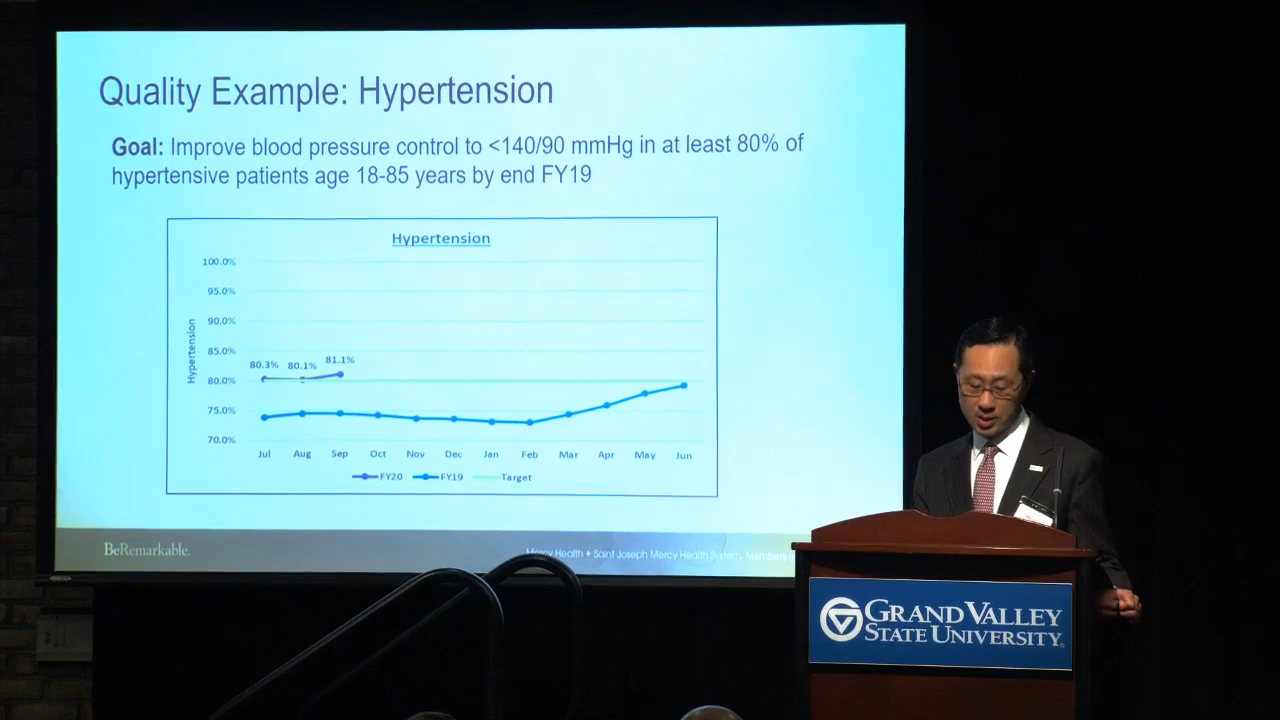 Quality Example: Hypertension
Goal: Improve blood pressure control to <140/90 mmHg in at least 80% of
hypertensive patients age 18-85 years by end FY19
Hypertension
Hypertension
100.0%
95.0%
90.0%
85.0%
80.0%
75.0%
70.0%
80.3% 80.1% 81.1%
Jul Aug Sep Oct Nov Dec Jan Feb Mar Apr May Jun
FY20 FY19 Target
BeRemarkable.
Mercy Health • Saint Joseph Mercy Health System, Members
GRAND VALLEY
STATE UNIVERSITY®